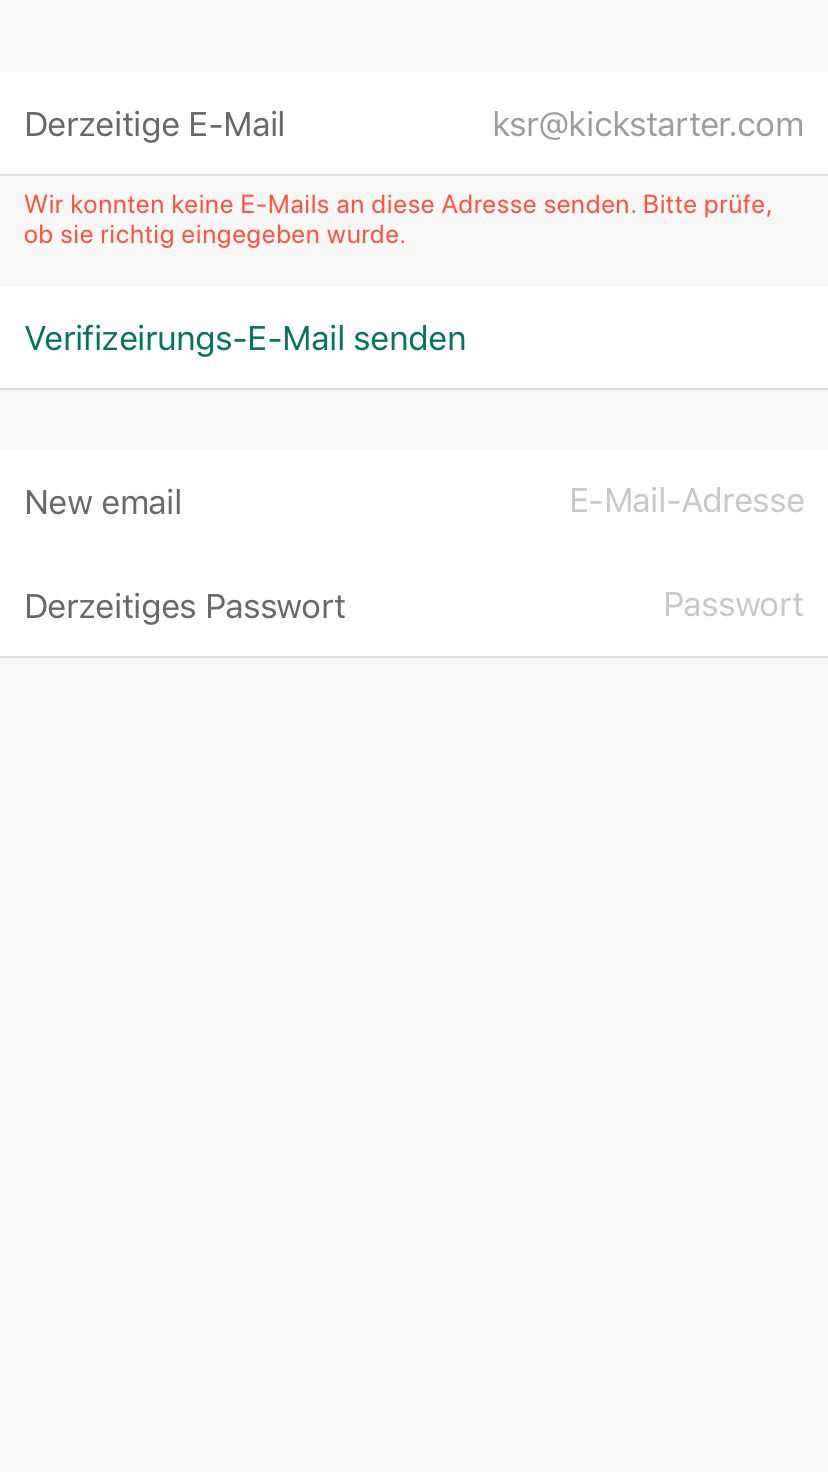 Derzeitige E-Mail ksr@kickstarter.com
Wir konnten keine E-Mails an diese Adresse senden. Bitte prüfe,
ob sie richtig eingegeben wurde.
Verifizeirungs-E-Mail senden
New email E-Mail-Adresse
Derzeitiges Passwort Passwort